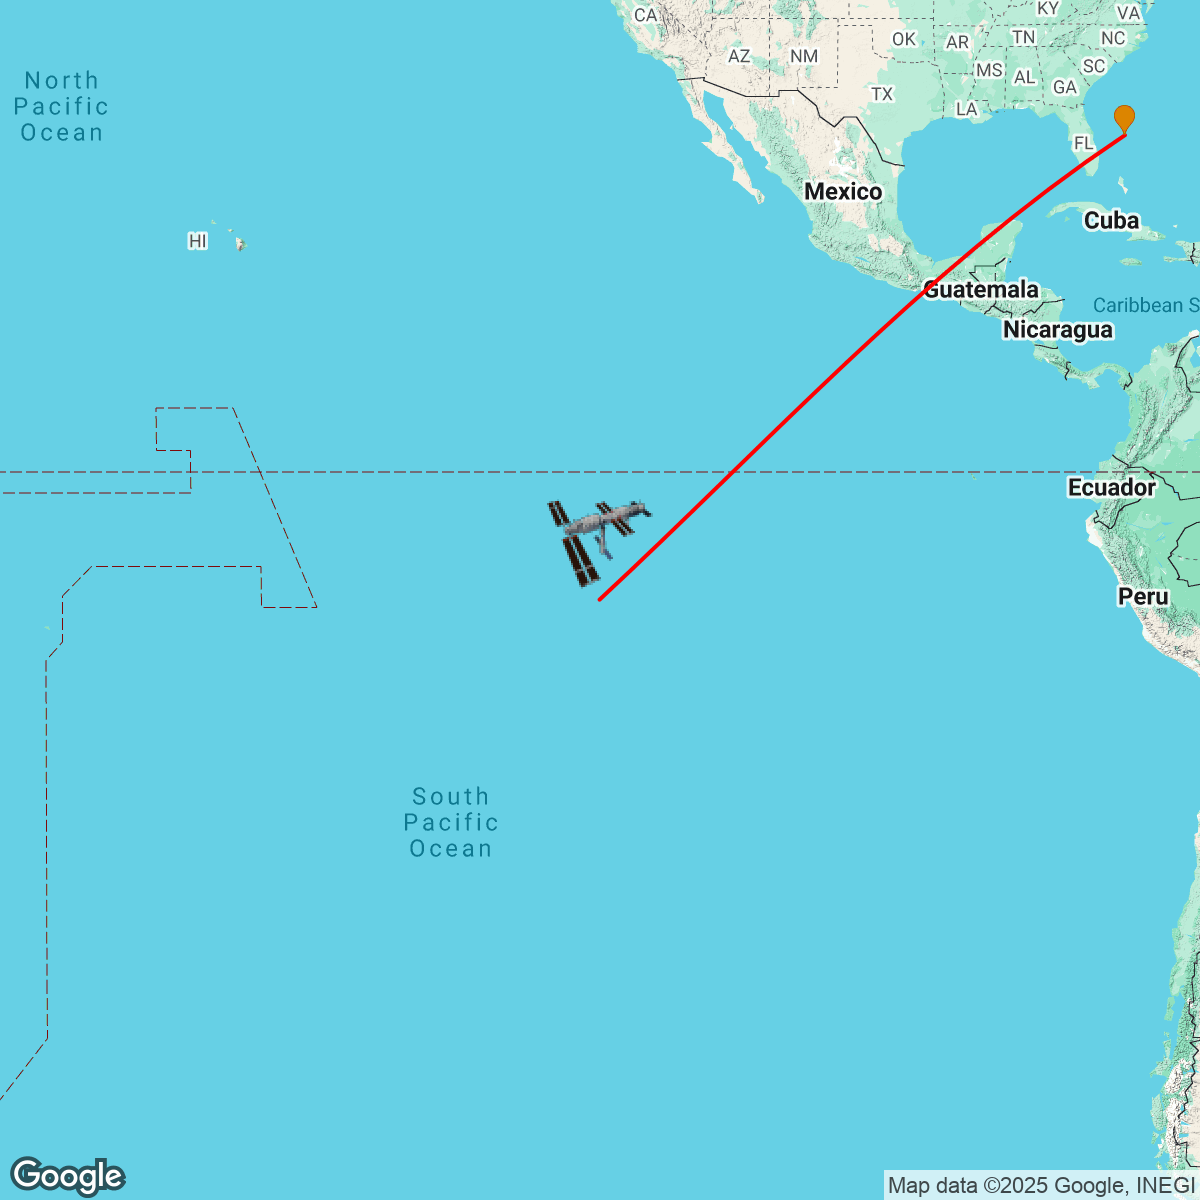 CA
KY
VA
OK
AR
TN
NC
AZ
NM
MS
AL
SC
GA
TX
LA
FL
North
Pacific
Ocean
Mexico
Cuba
HI
Guatemala
Caribbean S
Nicaragua
Ecuador
Peru
South
Pacific
Ocean
Google
Map data ©2025 Google, INEGI